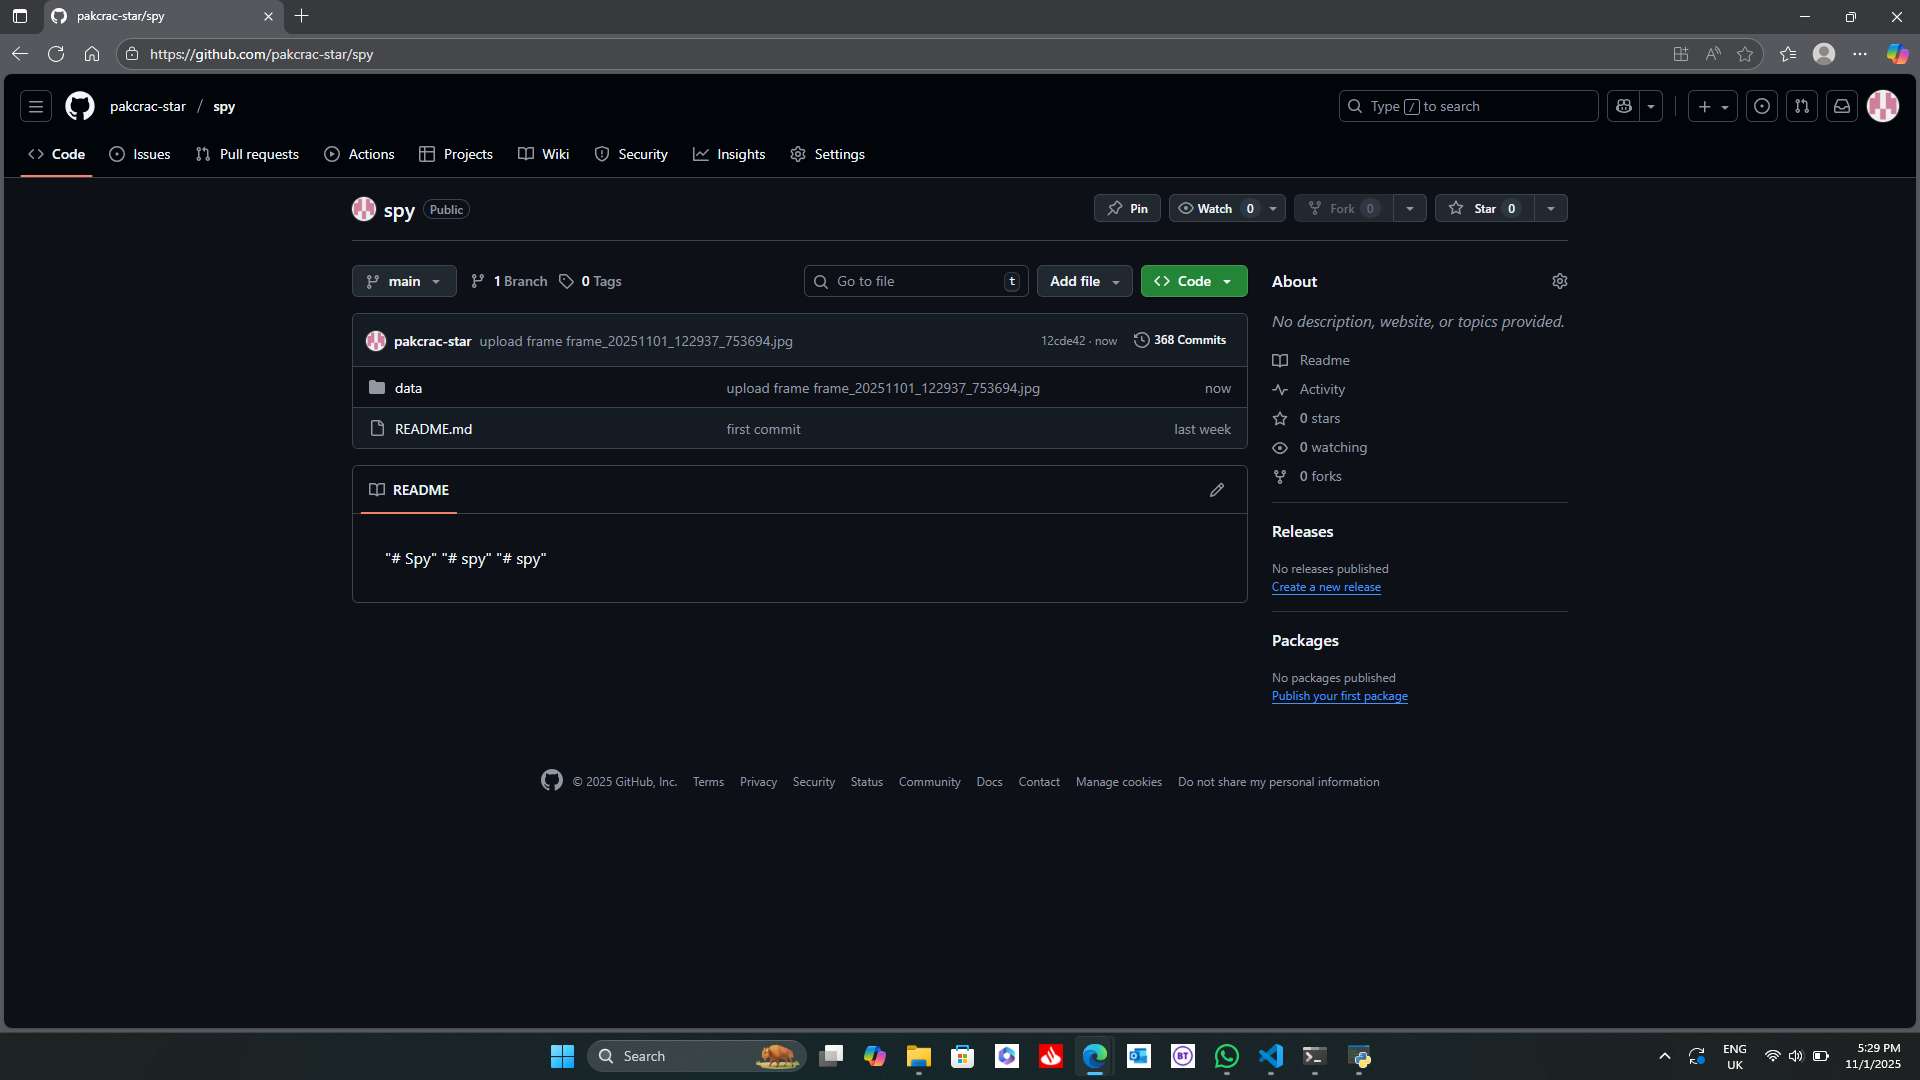 pakcrac-star/spy
https://github.com/pakcrac-star/spy
pakcrac-star / spy
Type / to search
Code Issues Pull requests Actions Projects Wiki Security Insights Settings
spy Public
Pin Watch 0 Fork 0 Star 0
main 1 Branch 0 Tags
Go to file t Add file Code
pakcrac-star upload frame frame_20251101_122937_753694.jpg 12cde42 · now 368 Commits
data upload frame frame_20251101_122937_753694.jpg now
README.md first commit last week
README
"# Spy" "# spy" "# spy"
About
No description, website, or topics provided.
Readme
Activity
0 stars
0 watching
0 forks
Releases
No releases published
Create a new release
Packages
No packages published
Publish your first package
© 2025 GitHub, Inc. Terms Privacy Security Status Community Docs Contact Manage cookies Do not share my personal information
Search
BT
ENG
UK
5:29 PM
11/1/2025